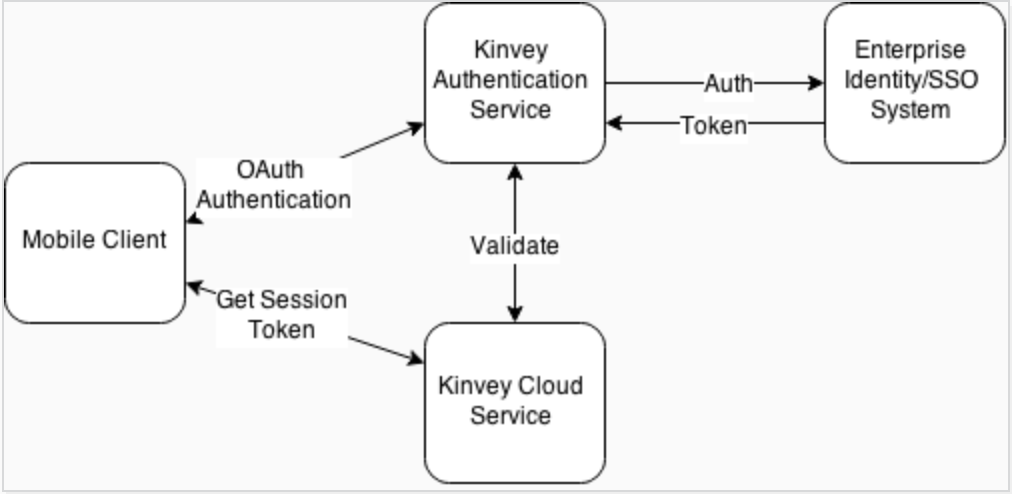 Kinvey
Authentication
Service
Enterprise
Identity/SSO
System
Auth
Token
OAuth
Authentication
Mobile Client
Validate
Get Session
Token
Kinvey Cloud
Service